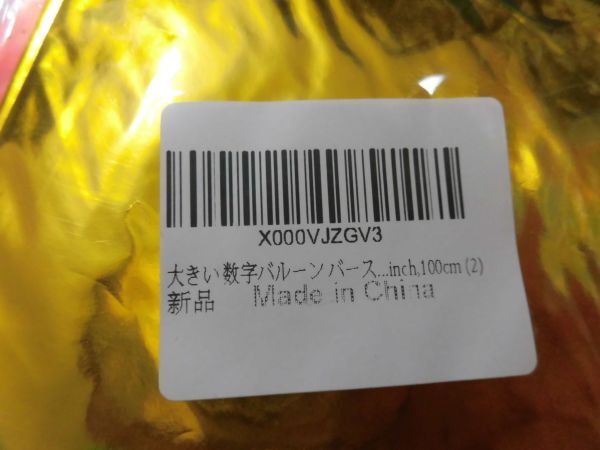 X000VJZGV3
大きい数字バルーン バース...inch,100cm (2)
新品 Made in China